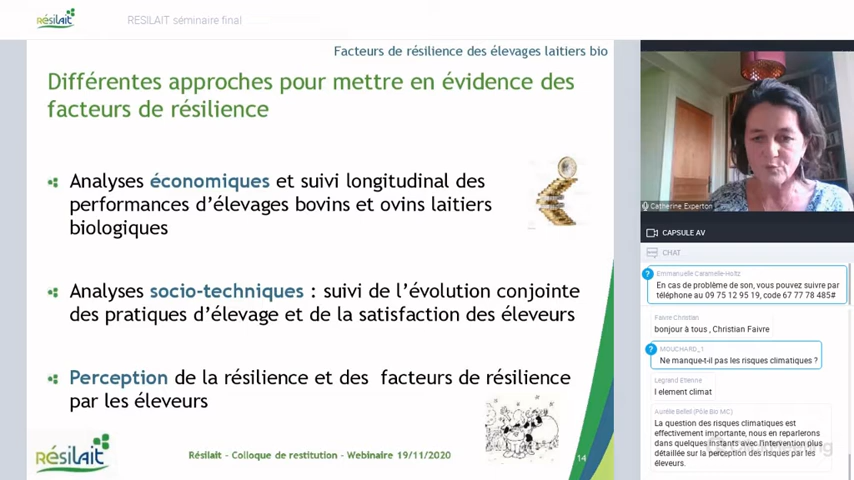 Résilait
RESILAIT séminaire final
Facteurs de résilience des élevages laitiers bio
Différentes approches pour mettre en évidence des
facteurs de résilience
Analyses économiques et suivi longitudinal des
performances d'élevages bovins et ovins laitiers
biologiques
Analyses socio-techniques : suivi de l'évolution conjointe
des pratiques d'élevage et de la satisfaction des éleveurs
Perception de la résilience et des facteurs de résilience
par les éleveurs
Résilait
Résilait - Colloque de restitution - Webinaire 19/11/2020
14
Catherine Experton
CAPSULE AV
CHAT
? Emmanuelle Caramelle-Holtz
En cas de problème de son, vous pouvez suivre par
téléphone au 09 75 12 95 19, code 67 77 78 485#
Faivre Christian
bonjour à tous , Christian Faivre
? MOUCHARD_1
Ne manque-t-il pas les risques climatiques ?
Legrand Etienne
l element climat
Aurélie Belleil (Pôle Bio MC)
La question des risques climatiques est
effectivement importante, nous en reparlerons
dans quelques instants avec l'intervention plus
détaillée sur la perception des risques par les
éleveurs.